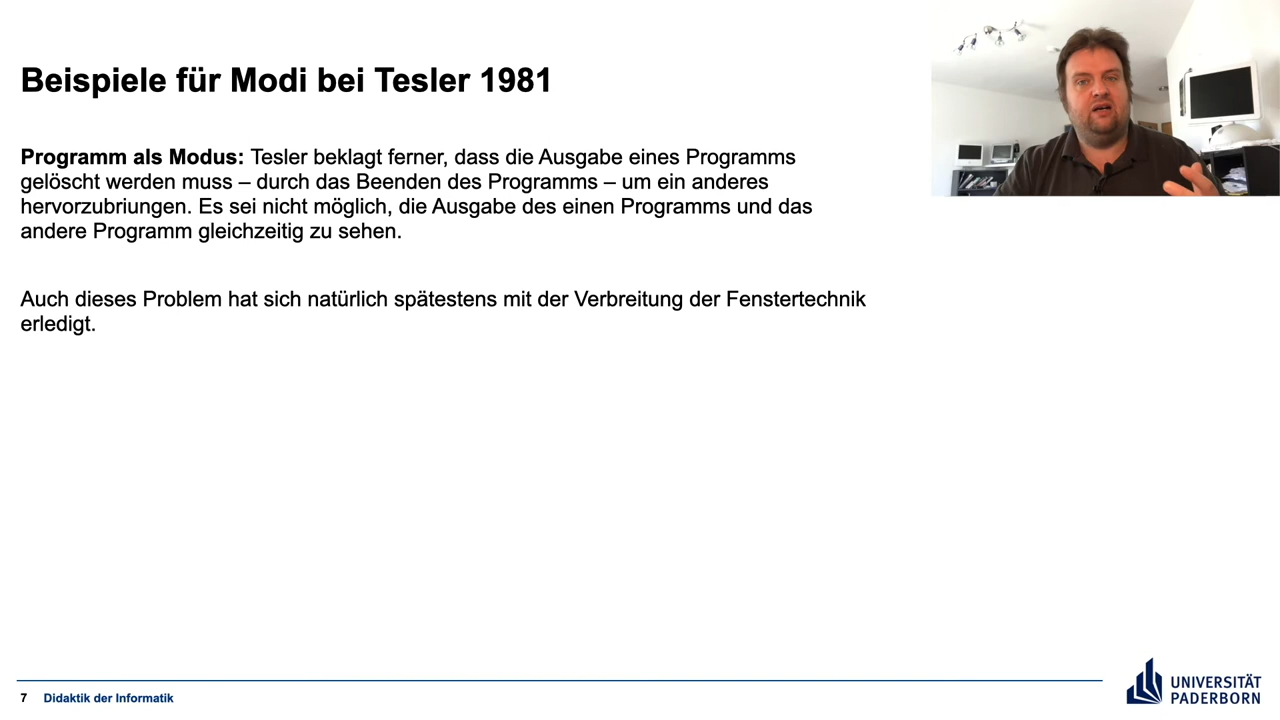 Beispiele für Modi bei Tesler 1981
Programm als Modus: Tesler beklagt ferner, dass die Ausgabe eines Programms
gelöscht werden muss – durch das Beenden des Programms – um ein anderes
hervorzubriungen. Es sei nicht möglich, die Ausgabe des einen Programms und das
andere Programm gleichzeitig zu sehen.
Auch dieses Problem hat sich natürlich spätestens mit der Verbreitung der Fenstertechnik
erledigt.
7 Didaktik der Informatik
UNIVERSITÄT
PADERBORN